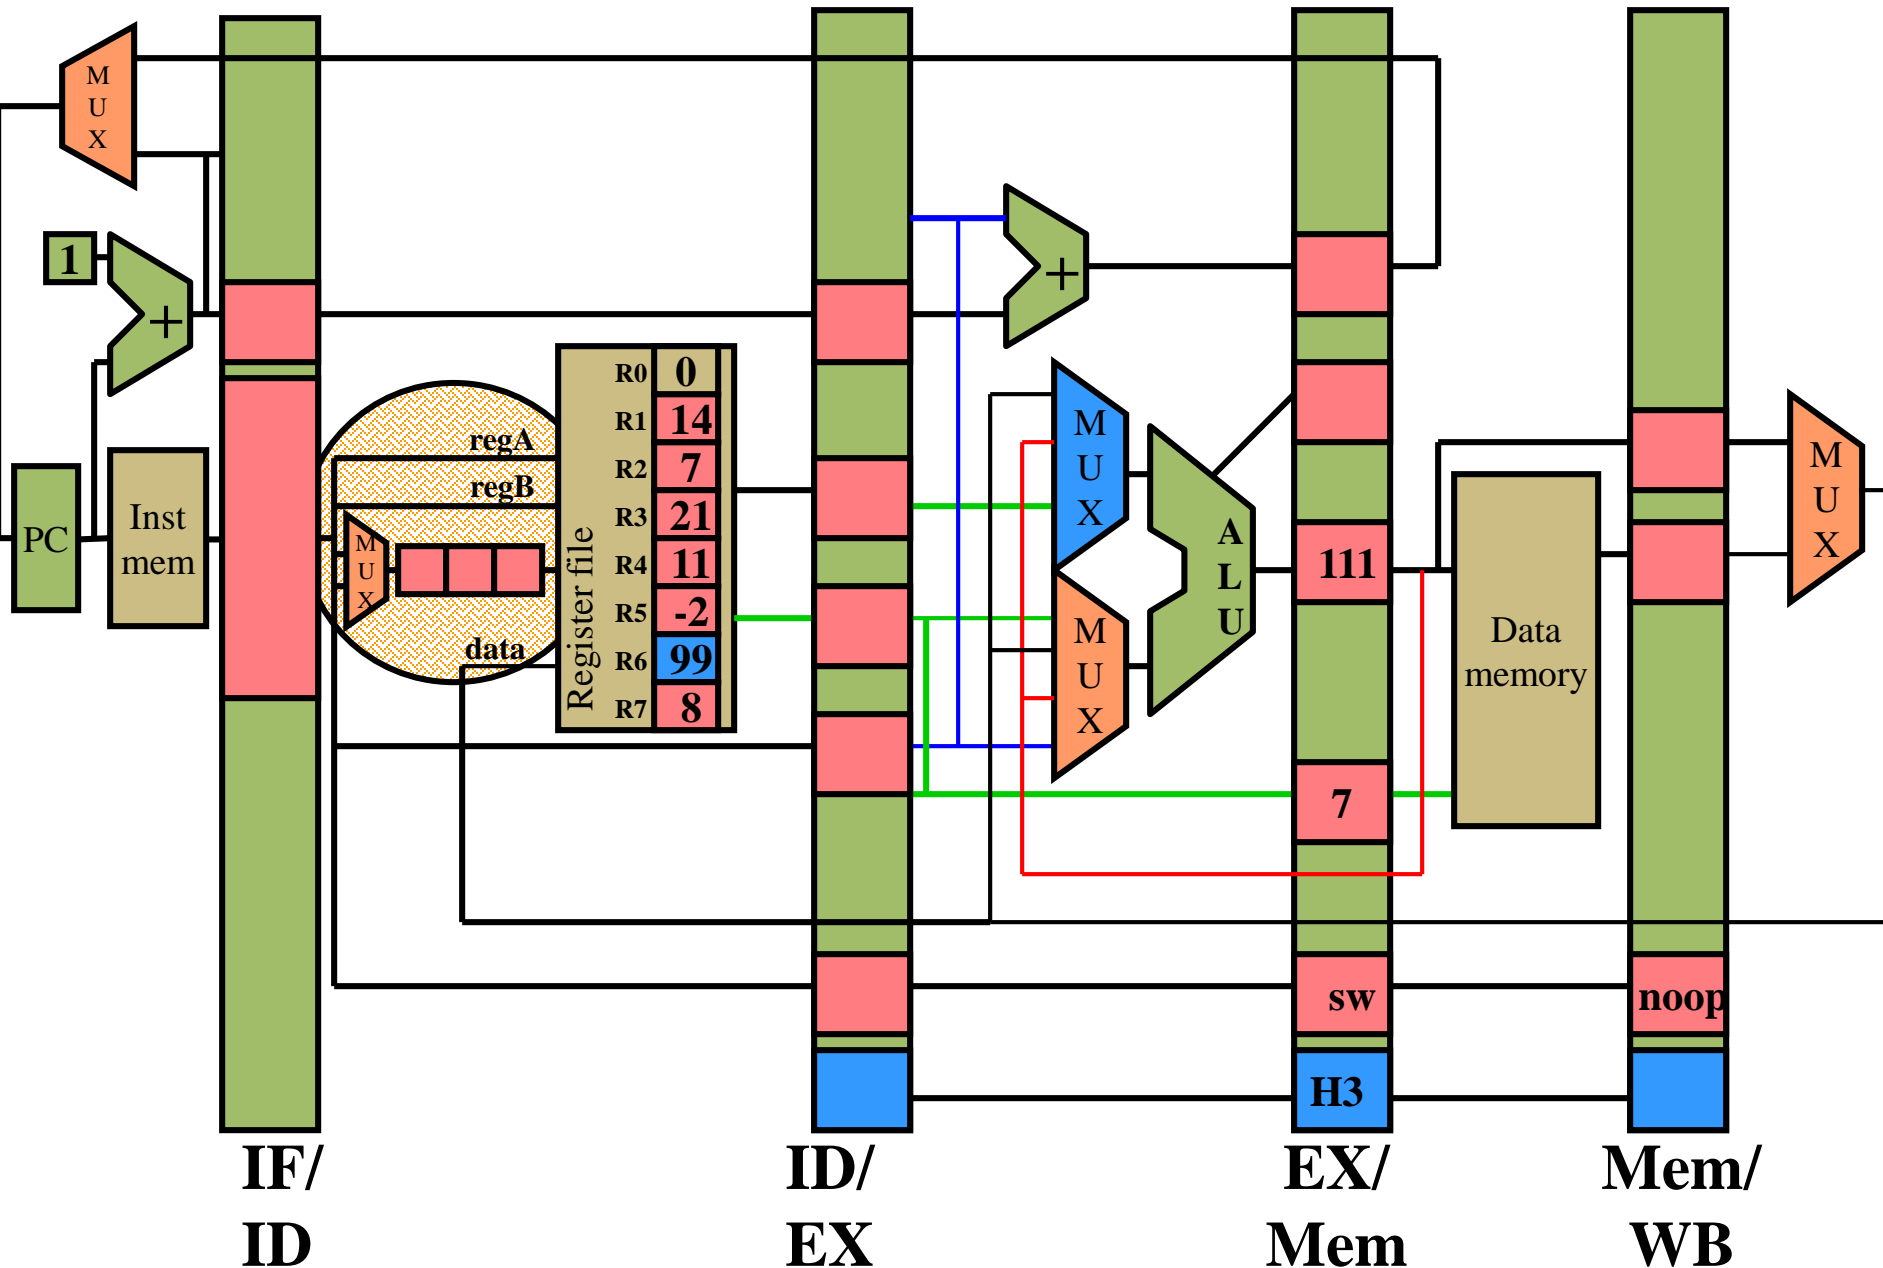 M
U
X
1
+
PC
Inst
mem
regA
regB
M
U
X
data
Register file
R0 0
R1 14
R2 7
R3 21
R4 11
R5 -2
R6 99
R7 8
+
M
U
X
M
U
X
A
L
U
111
7
sw
H3
Data
memory
noop
M
U
X
IF/
ID
ID/
EX
EX/
Mem
Mem/
WB